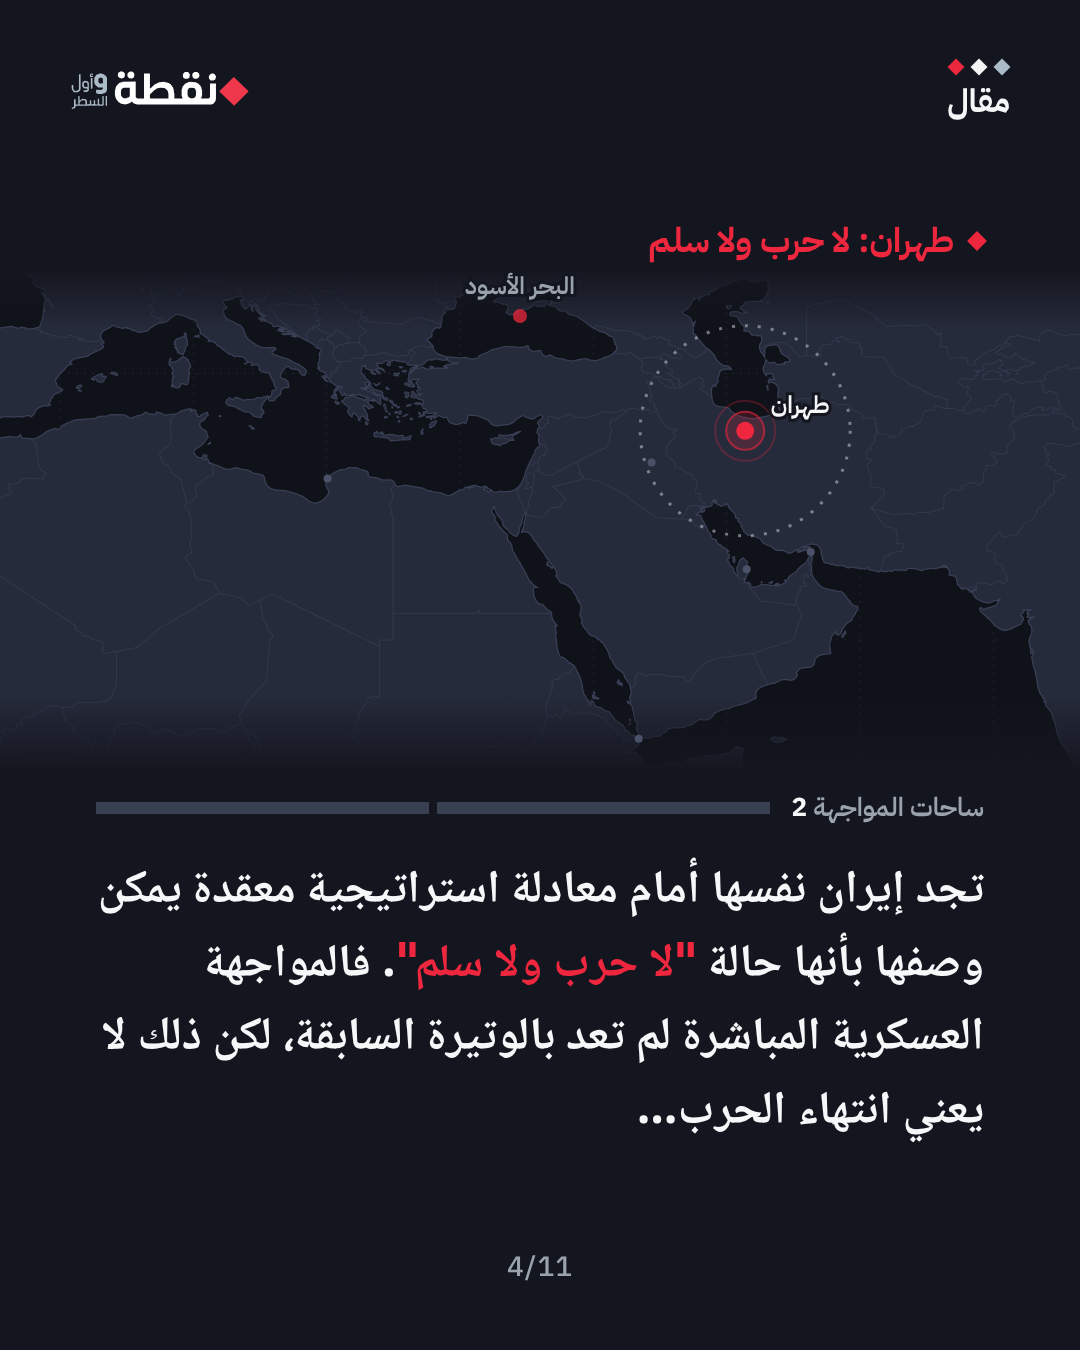 مقال
نقطة
وأول
السطر
طهران: لا حرب ولا سلم
البحر الأسود
طهران
ساحات المواجهة 2
تجد إيران نفسها أمام معادلة استراتيجية معقدة يمكن
وصفها بأنها حالة "لا حرب ولا سلم". فالمواجهة
العسكرية المباشرة لم تعد بالوتيرة السابقة، لكن ذلك لا
يعني انتهاء الحرب...
4/11